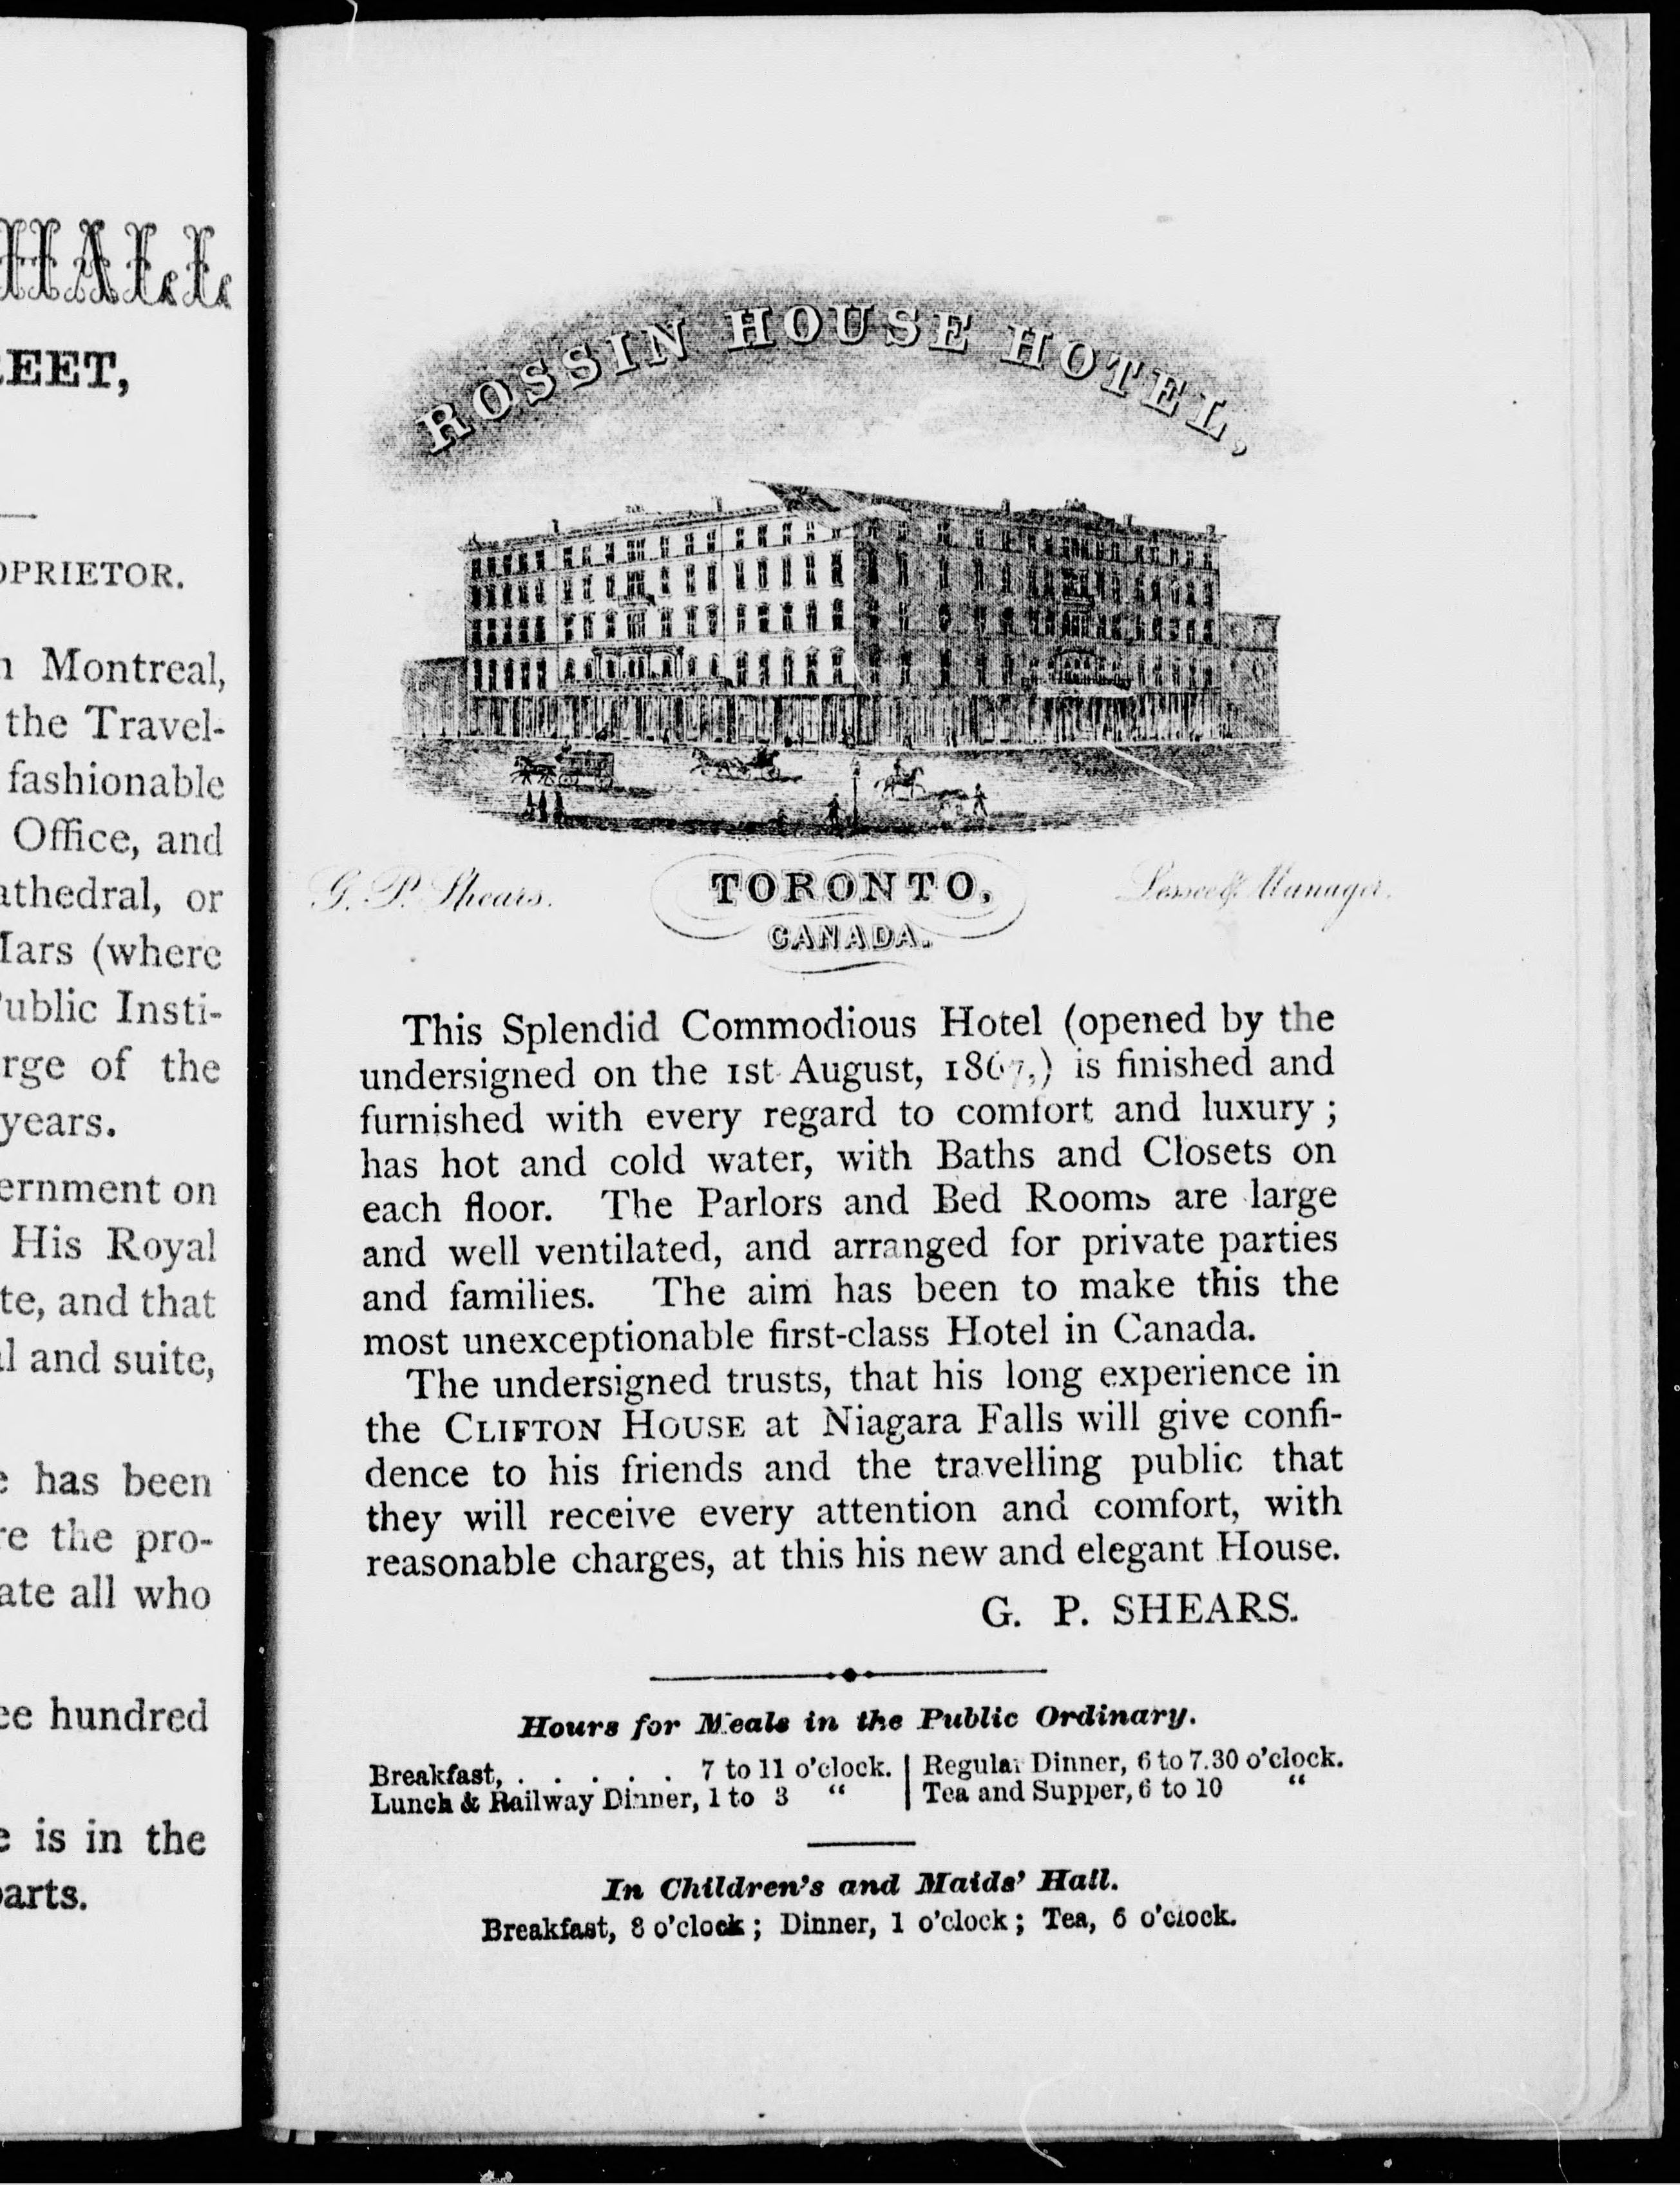 HALL
REET,
OPRIETOR.
Montreal,
the Travel-
fashionable
Office, and
athedral, or
Mars (where
Public Insti-
rge of the
years.
ernment on
His Royal
te, and that
and suite,
has been
re the pro-
ate all who
ee hundred
is in the
parts.
ROSSIN HOUSE HOTEL,
G. P. Shears. TORONTO, Lessee & Manager.
CANADA.
This Splendid Commodious Hotel (opened by the
undersigned on the 1st August, 1867,) is finished and
furnished with every regard to comfort and luxury ;
has hot and cold water, with Baths and Closets on
each floor. The Parlors and Bed Rooms are large
and well ventilated, and arranged for private parties
and families. The aim has been to make this the
most unexceptionable first-class Hotel in Canada.
The undersigned trusts, that his long experience in
the CLIFTON HOUSE at Niagara Falls will give confi-
dence to his friends and the travelling public that
they will receive every attention and comfort, with
reasonable charges, at this his new and elegant House.
G. P. SHEARS.
Hours for Meals in the Public Ordinary.
Breakfast, . . . . . 7 to 11 o'clock. | Regular Dinner, 6 to 7.30 o'clock.
Lunch & Railway Dinner, 1 to 3 “ | Tea and Supper, 6 to 10 “
In Children's and Maids' Hall.
Breakfast, 8 o'clock ; Dinner, 1 o'clock ; Tea, 6 o'clock.